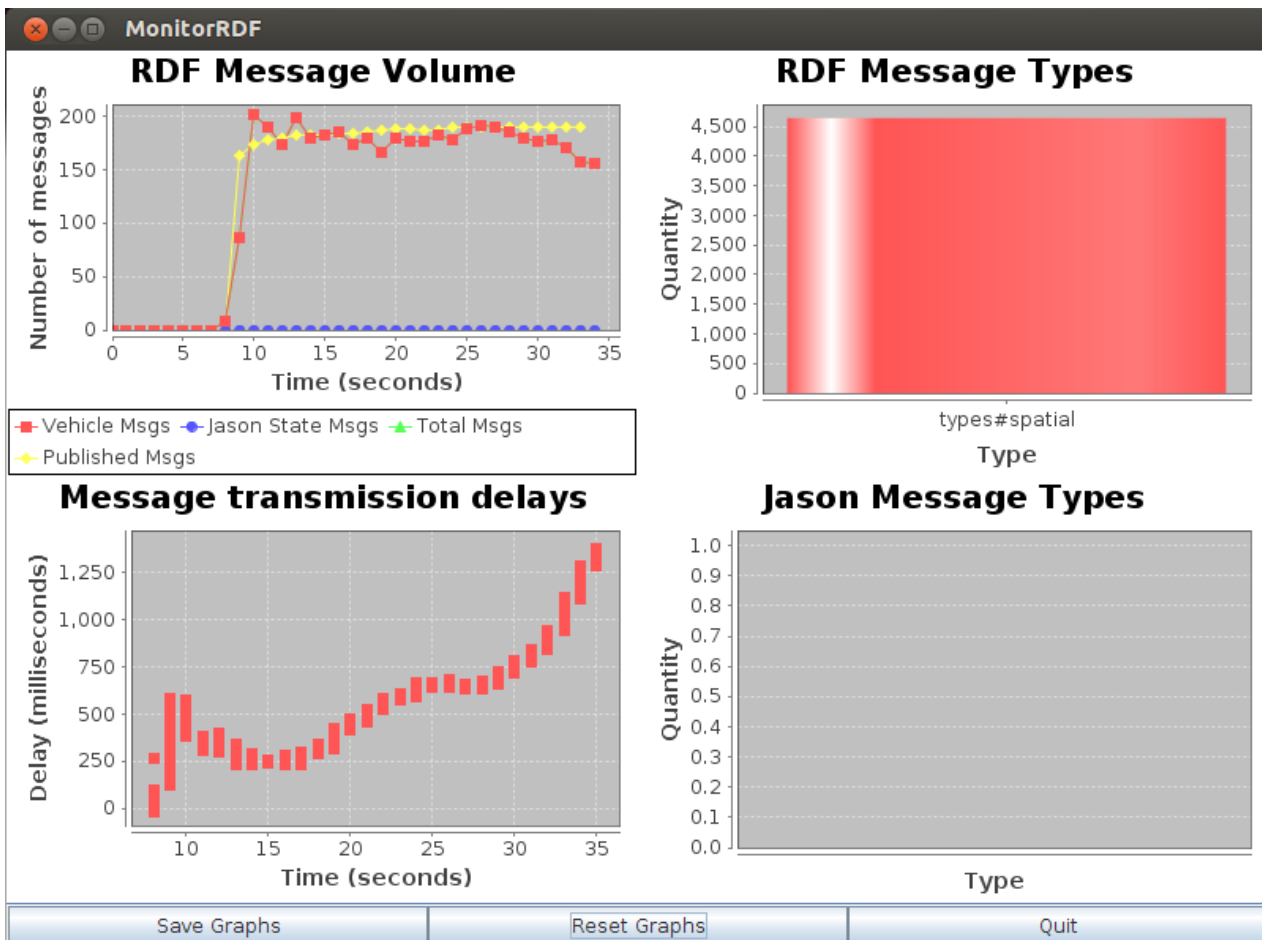 MonitorRDF
RDF Message Volume
Number of messages
200
150
100
50
0
0 5 10 15 20 25 30 35
Time (seconds)
Vehicle Msgs Jason State Msgs Total Msgs
Published Msgs
RDF Message Types
Quantity
4,500
4,000
3,500
3,000
2,500
2,000
1,500
1,000
500
0
types#spatial
Type
Message transmission delays
Delay (milliseconds)
1,250
1,000
750
500
250
0
10 15 20 25 30 35
Time (seconds)
Jason Message Types
Quantity
1.0
0.9
0.8
0.7
0.6
0.5
0.4
0.3
0.2
0.1
0.0
Type
Save Graphs Reset Graphs Quit